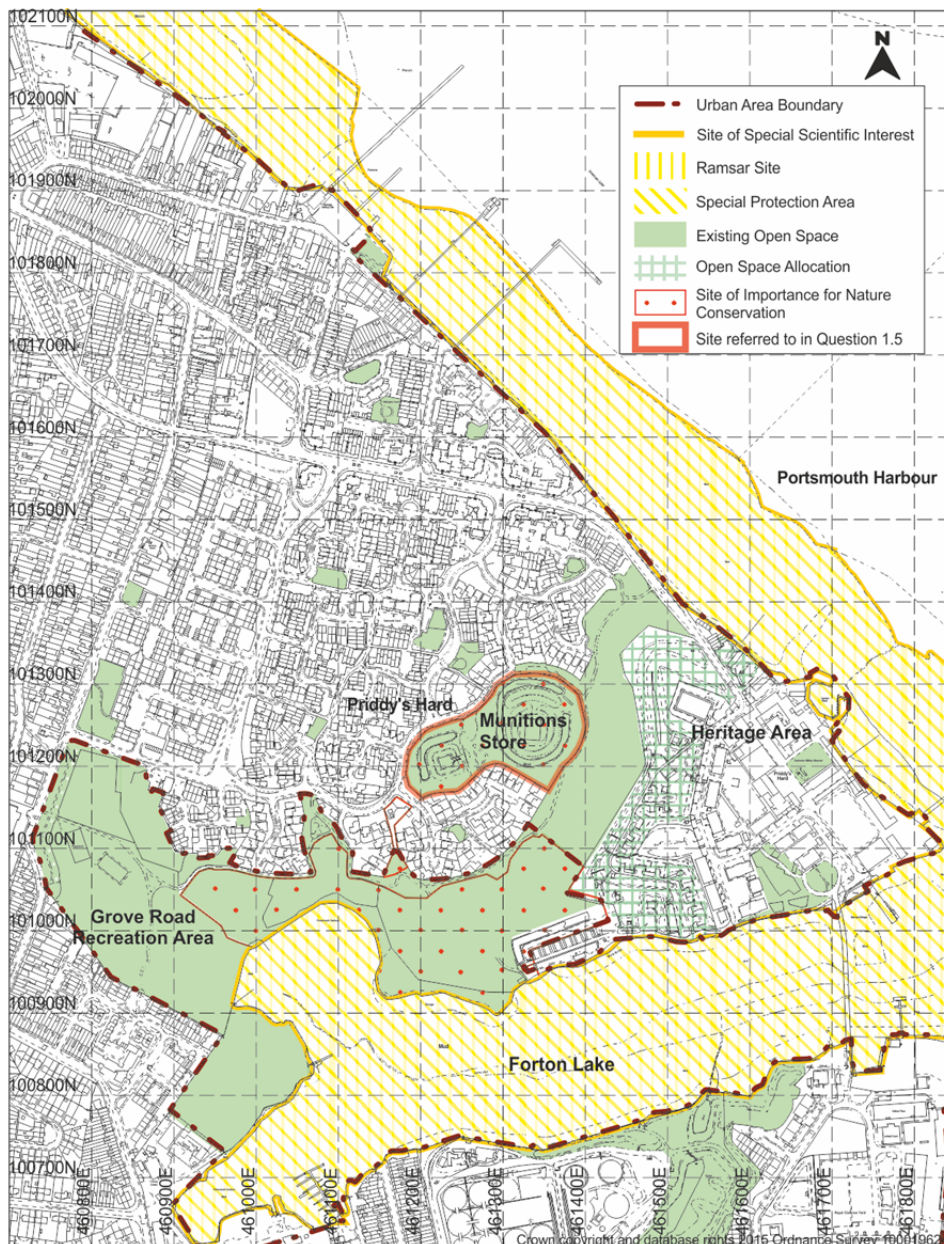 102100N
102000N
101900N
101800N
101700N
101600N
101500N
101400N
101300N
101200N
101100N
101000N
100900N
100800N
100700N
N
Urban Area Boundary
Site of Special Scientific Interest
Ramsar Site
Special Protection Area
Existing Open Space
Open Space Allocation
Site of Importance for Nature
Conservation
Site referred to in Question 1.5
Portsmouth Harbour
Priddy's Hard
Munitions
Store
Heritage Area
Priddy's
Hard
Grove Road
Recreation Area
Mud
Forton Lake
460800E
460900E
461000E
461100E
461200E
461300E
461400E
461500E
461600E
461700E
461800E
Crown copyright and database rights 2015 Ordnance Survey 10001962